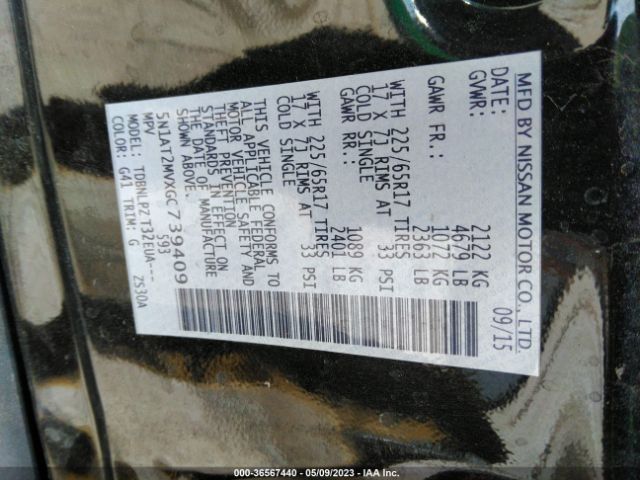 MFD BY NISSAN MOTOR CO., LTD.
DATE: 09/15
GVWR: 2122 KG
4679 LB
GAWR FR: 1072 KG
2363 LB
WITH 225/65R17 TIRES
17 X 7J RIMS AT 33 PSI
COLD SINGLE
GAWR RR: 1089 KG
2401 LB
WITH 225/65R17 TIRES
17 X 7J RIMS AT 33 PSI
COLD SINGLE
THIS VEHICLE CONFORMS TO
ALL APPLICABLE FEDERAL
MOTOR VEHICLE SAFETY AND
THEFT PREVENTION
STANDARDS IN EFFECT ON
THE DATE OF MANUFACTURE
SHOWN ABOVE.
5N1AT2MVXGC739409
MPV 593
MODEL: TDBNLPZ T32EUA---
COLOR: G41 TRIM: G ZS30A
000-36567440 - 05/09/2023 - IAA Inc.